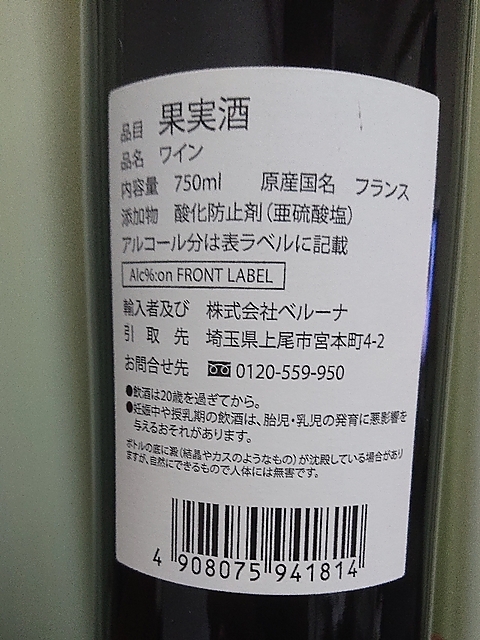 品目 果実酒
品名 ワイン
内容量 750ml 原産国名 フランス
添加物 酸化防止剤(亜硫酸塩)
アルコール分は表ラベルに記載
Alc%:on FRONT LABEL
輸入者及び 株式会社ベルーナ
引取先 埼玉県上尾市宮本町4-2
お問合せ先 0120-559-950
●飲酒は20歳を過ぎてから。
●妊娠中や授乳期の飲酒は、胎児・乳児の発育に悪影響を
与えるおそれがあります。
ボトルの底に澱(結晶やカスのようなもの)が沈殿している場合があり
ますが、自然にできるもので人体には無害です。
4 908075 941814